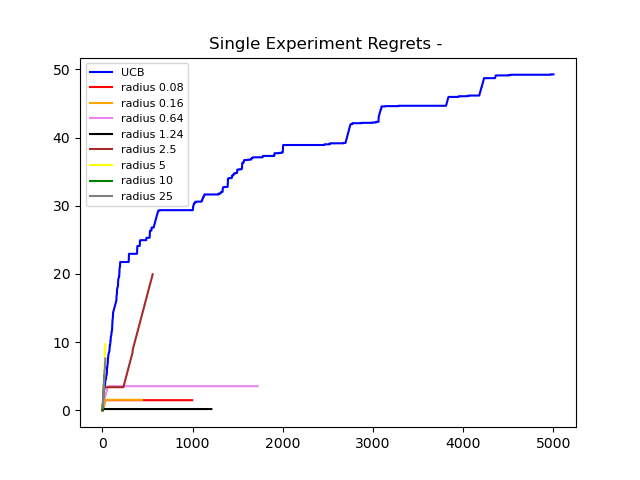 Single Experiment Regrets -
50
40
30
20
10
0
UCB
radius 0.08
radius 0.16
radius 0.64
radius 1.24
radius 2.5
radius 5
radius 10
radius 25
0 1000 2000 3000 4000 5000